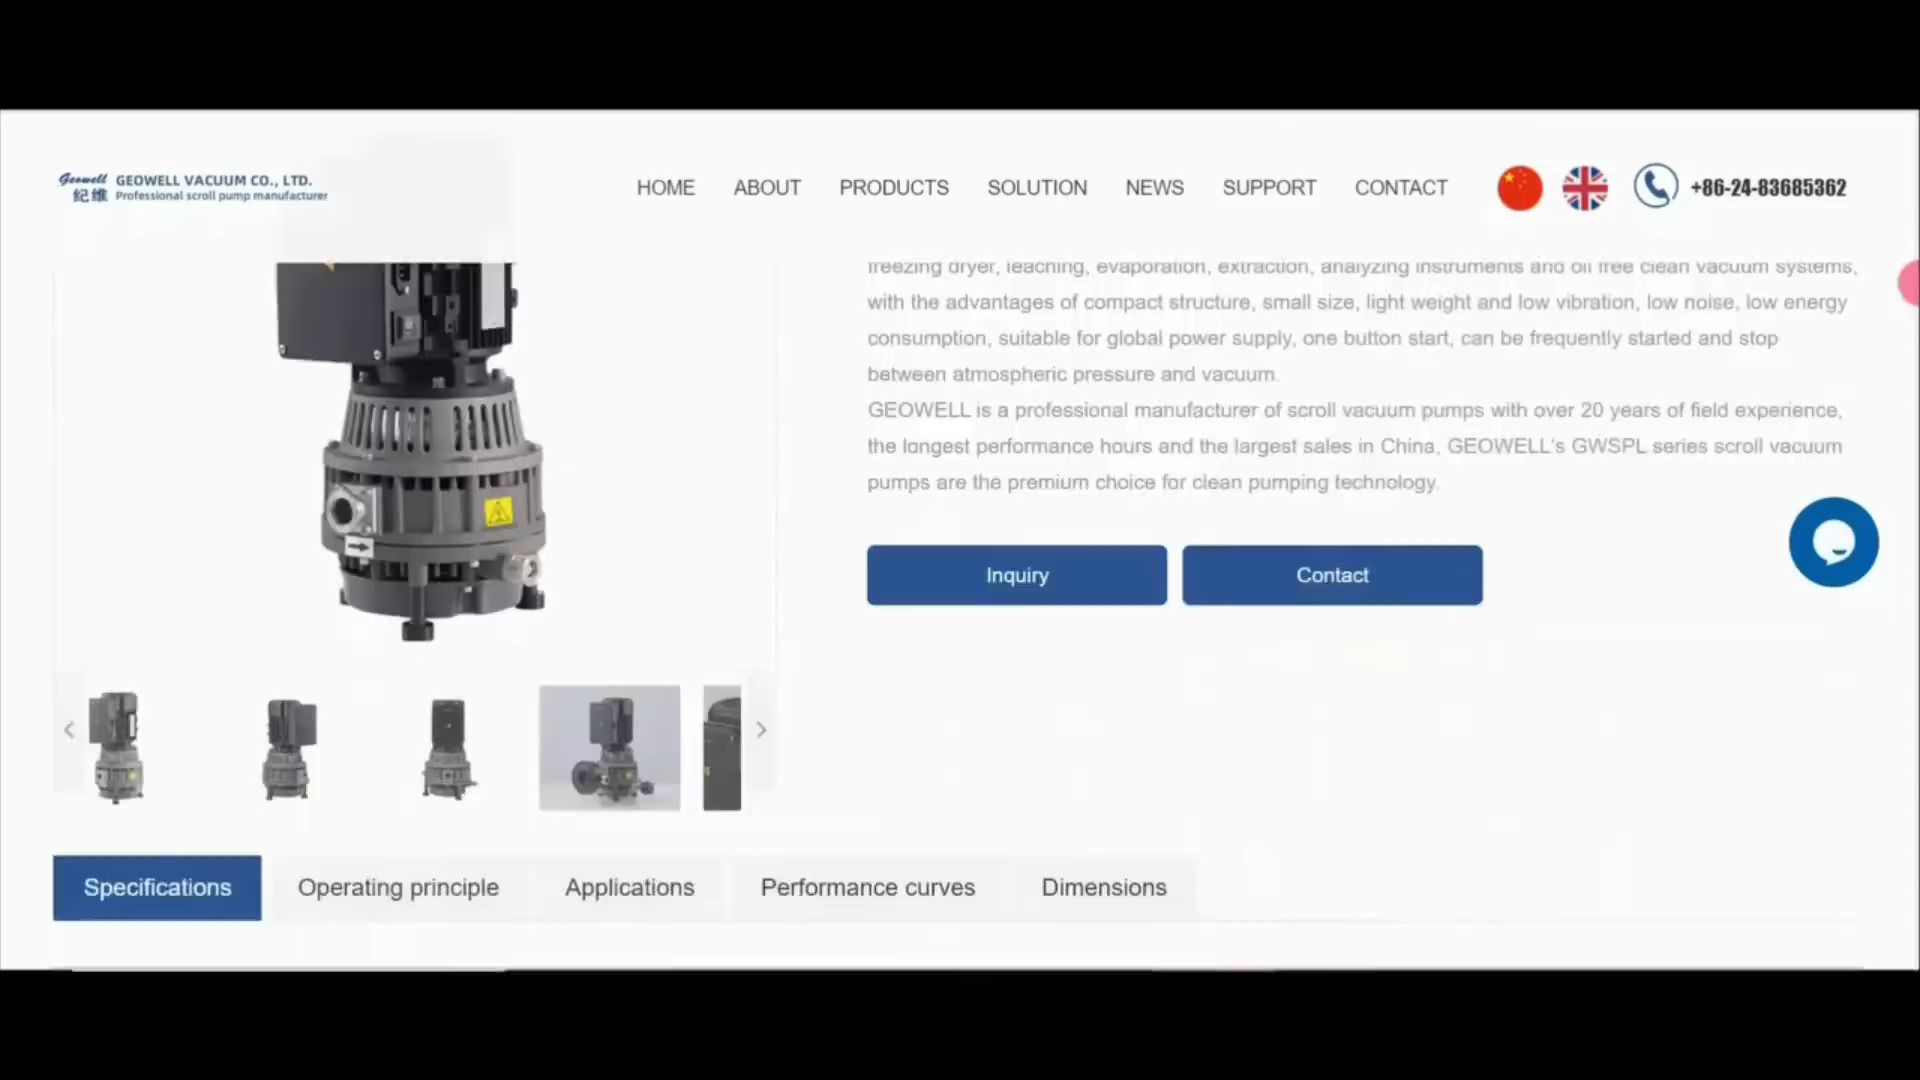 Geowell GEOWELL VACUUM CO., LTD.
纪维 Professional scroll pump manufacturer
HOME ABOUT PRODUCTS SOLUTION NEWS SUPPORT CONTACT +86-24-83685362
freezing dryer, leaching, evaporation, extraction, analyzing instruments and oil free clean vacuum systems,
with the advantages of compact structure, small size, light weight and low vibration, low noise, low energy
consumption, suitable for global power supply, one button start, can be frequently started and stop
between atmospheric pressure and vacuum.
GEOWELL is a professional manufacturer of scroll vacuum pumps with over 20 years of field experience,
the longest performance hours and the largest sales in China, GEOWELL's GWSPL series scroll vacuum
pumps are the premium choice for clean pumping technology.
Inquiry Contact
Specifications Operating principle Applications Performance curves Dimensions